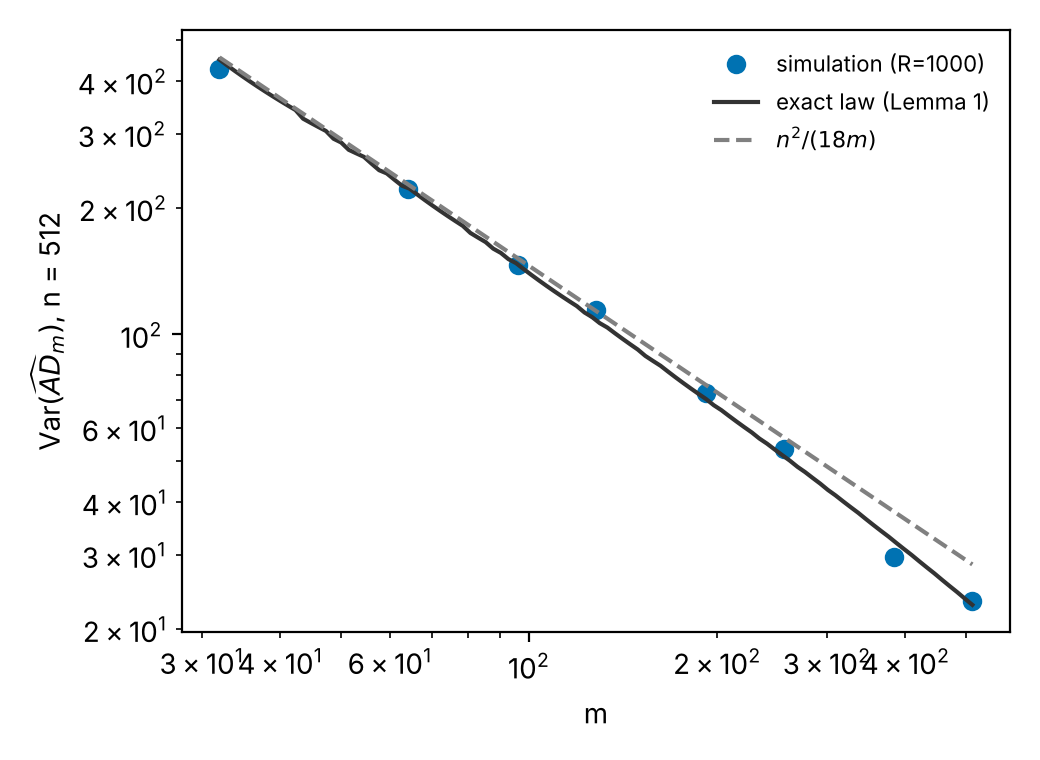 simulation (R=1000)
exact law (Lemma 1)
n²/(18m)
Var(\widehat{AD}_m), n = 512
4 × 10²
3 × 10²
2 × 10²
10²
6 × 10¹
4 × 10¹
3 × 10¹
2 × 10¹
3 × 10¹ 4 × 10¹ 6 × 10¹ 10² 2 × 10² 3 × 10² 4 × 10²
m